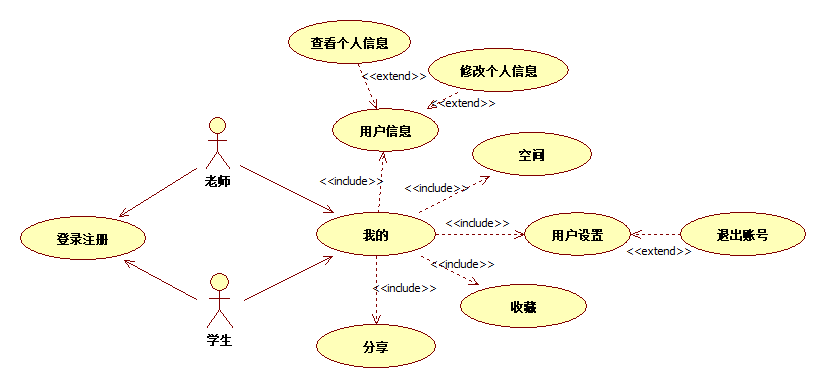 查看个人信息
<<extend>>
修改个人信息
<<extend>>
用户信息
空间
<<include>>
<<include>>
老师
登录注册
我的
<<include>>
用户设置
<<extend>>
退出账号
<<include>>
<<include>>
收藏
学生
分享